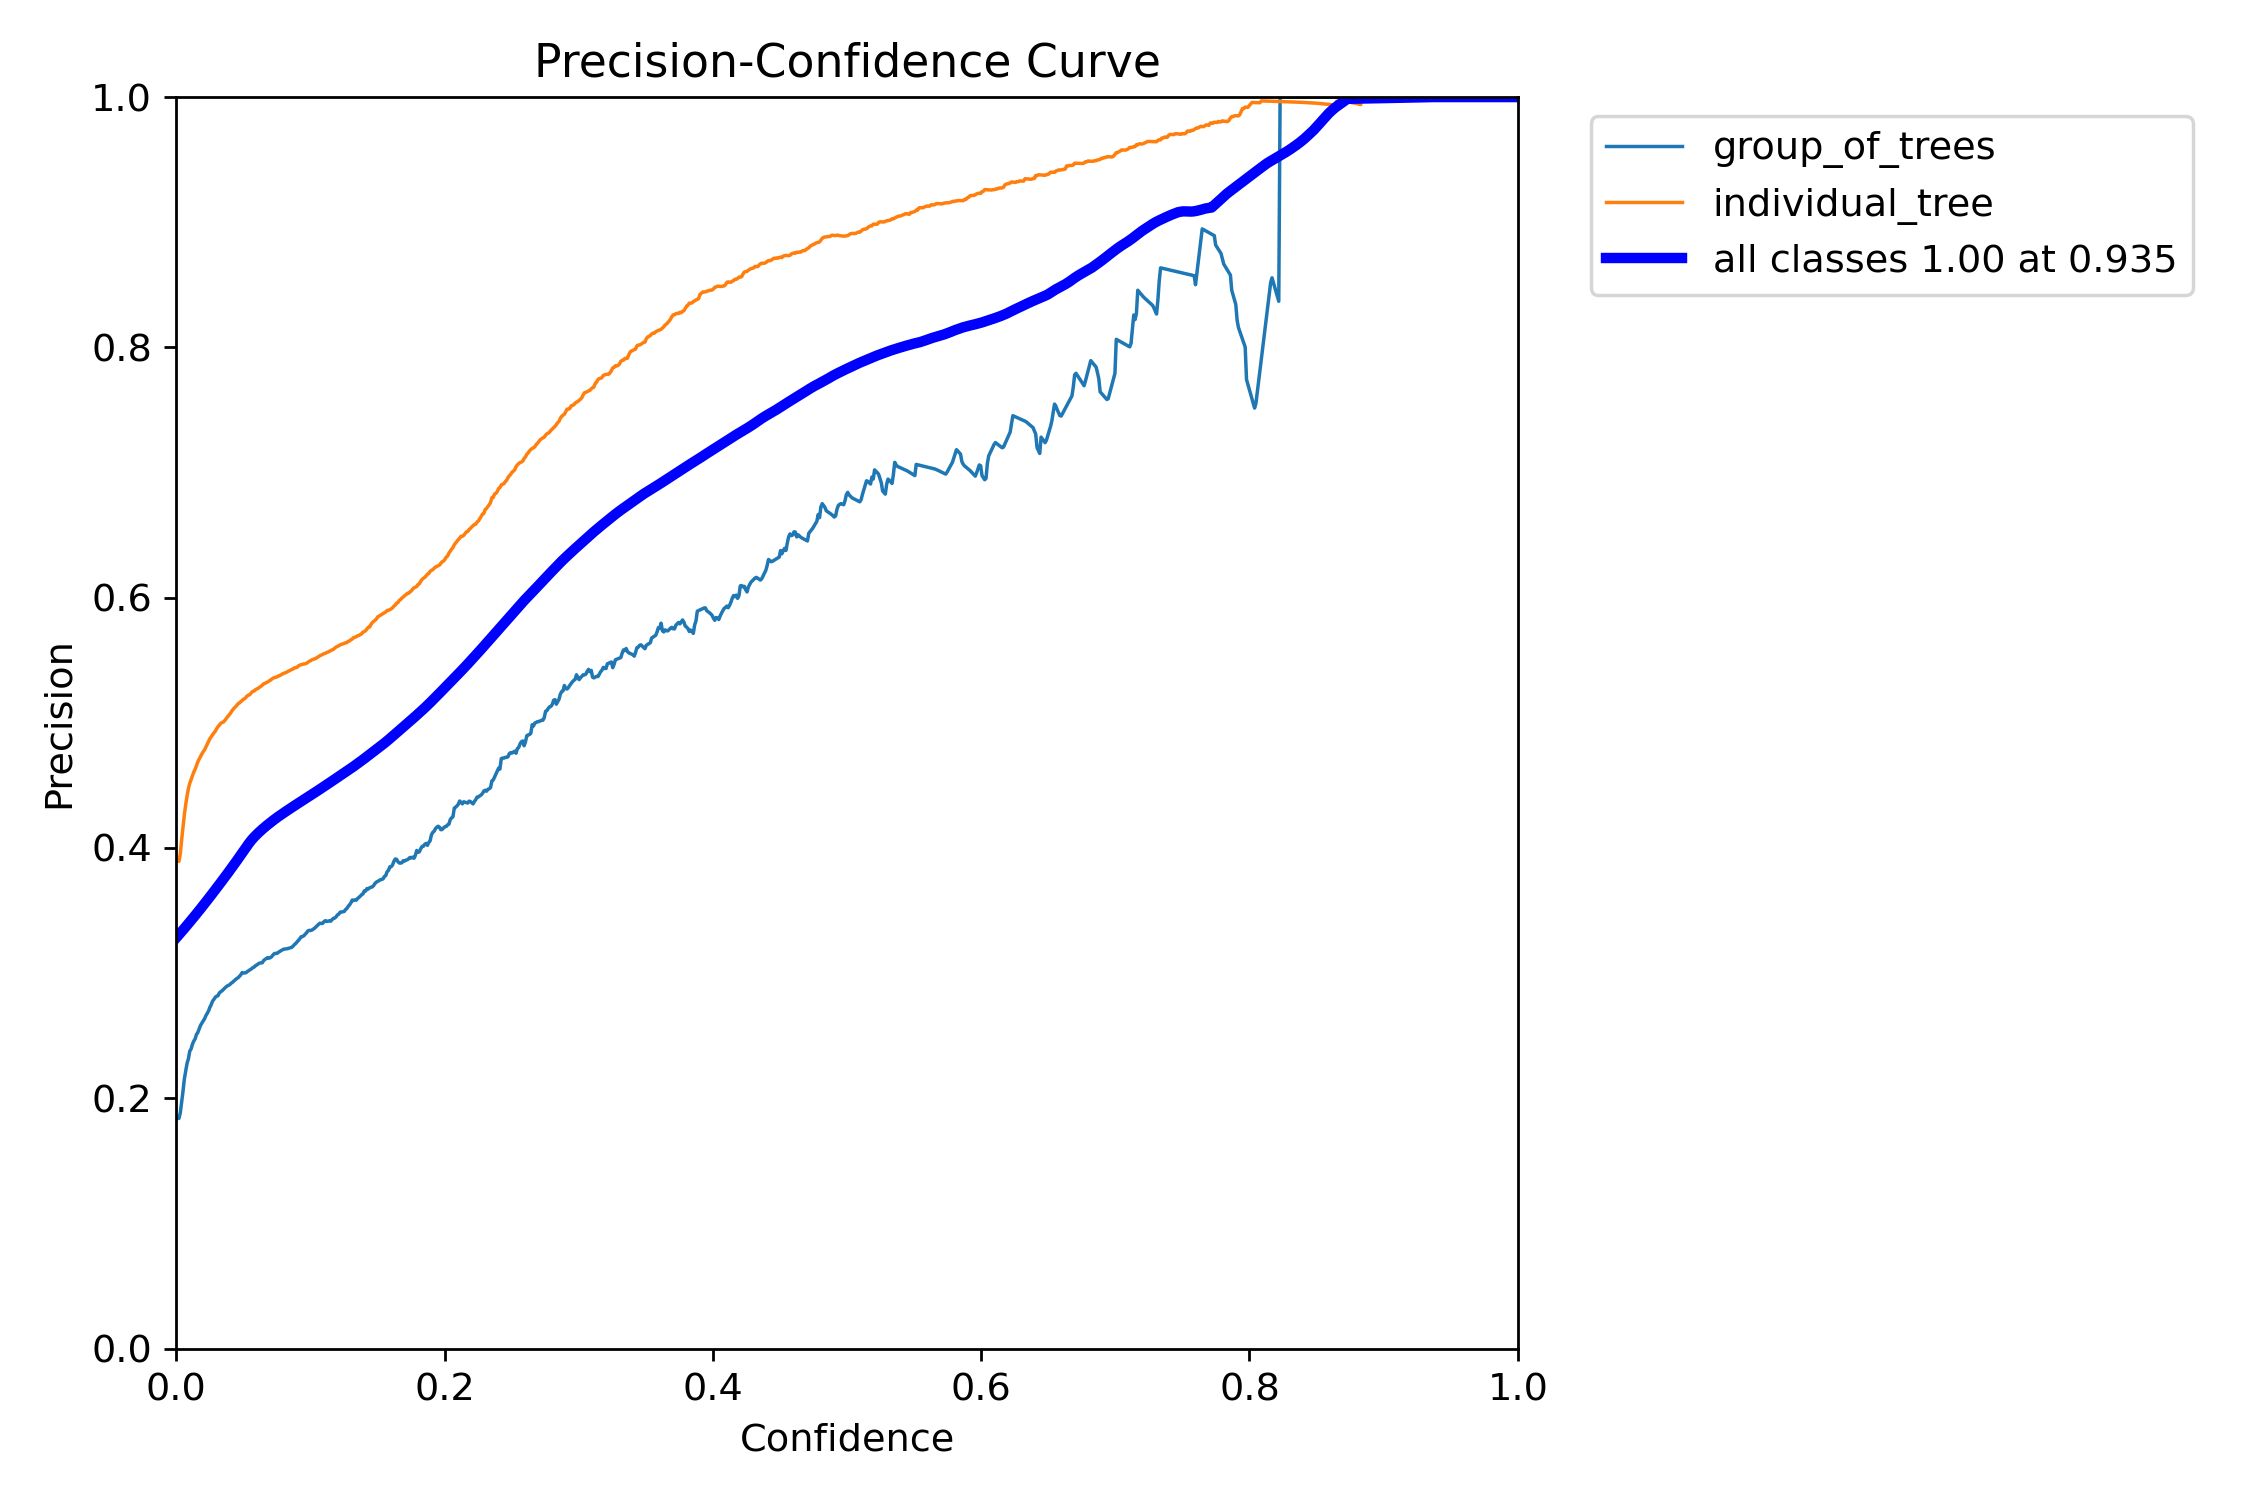 Precision-Confidence Curve
1.0
0.8
0.6
0.4
0.2
0.0
Precision
0.0 0.2 0.4 0.6 0.8 1.0
Confidence
group_of_trees
individual_tree
all classes 1.00 at 0.935